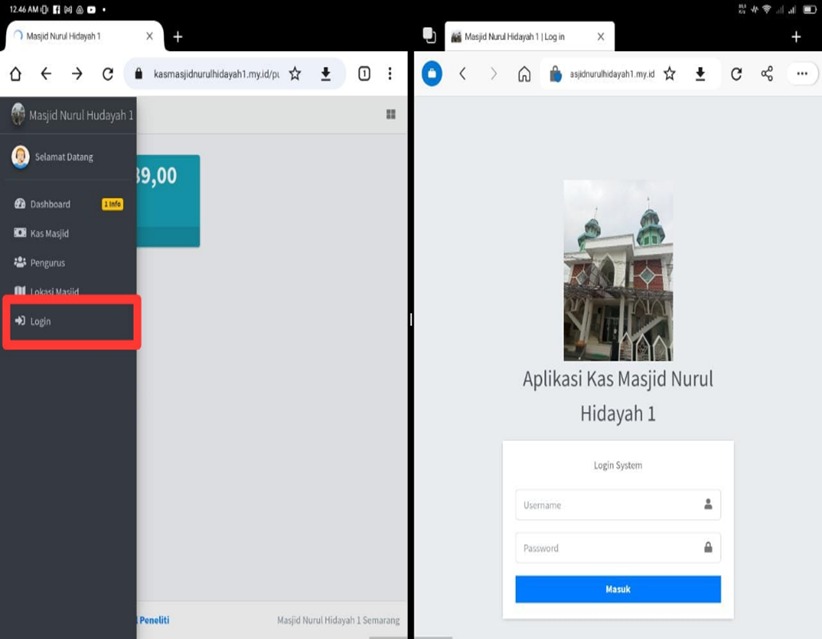 12.46 AM
Masjid Nurul Hidayah 1
kasmasjidnurulhidayah1.my.id/pu
1
Masjid Nurul Hudayah 1
Selamat Datang
Dashboard
1 Info
Kas Masjid
Pengurus
Lokasi Masjid
Login
39,00
Peneliti
Masjid Nurul Hidayah 1 Semarang
Masjid Nurul Hidayah 1 | Log in
asjidnurulhidayah1.my.id
Aplikasi Kas Masjid Nurul
Hidayah 1
Login System
Username
Password
Masuk